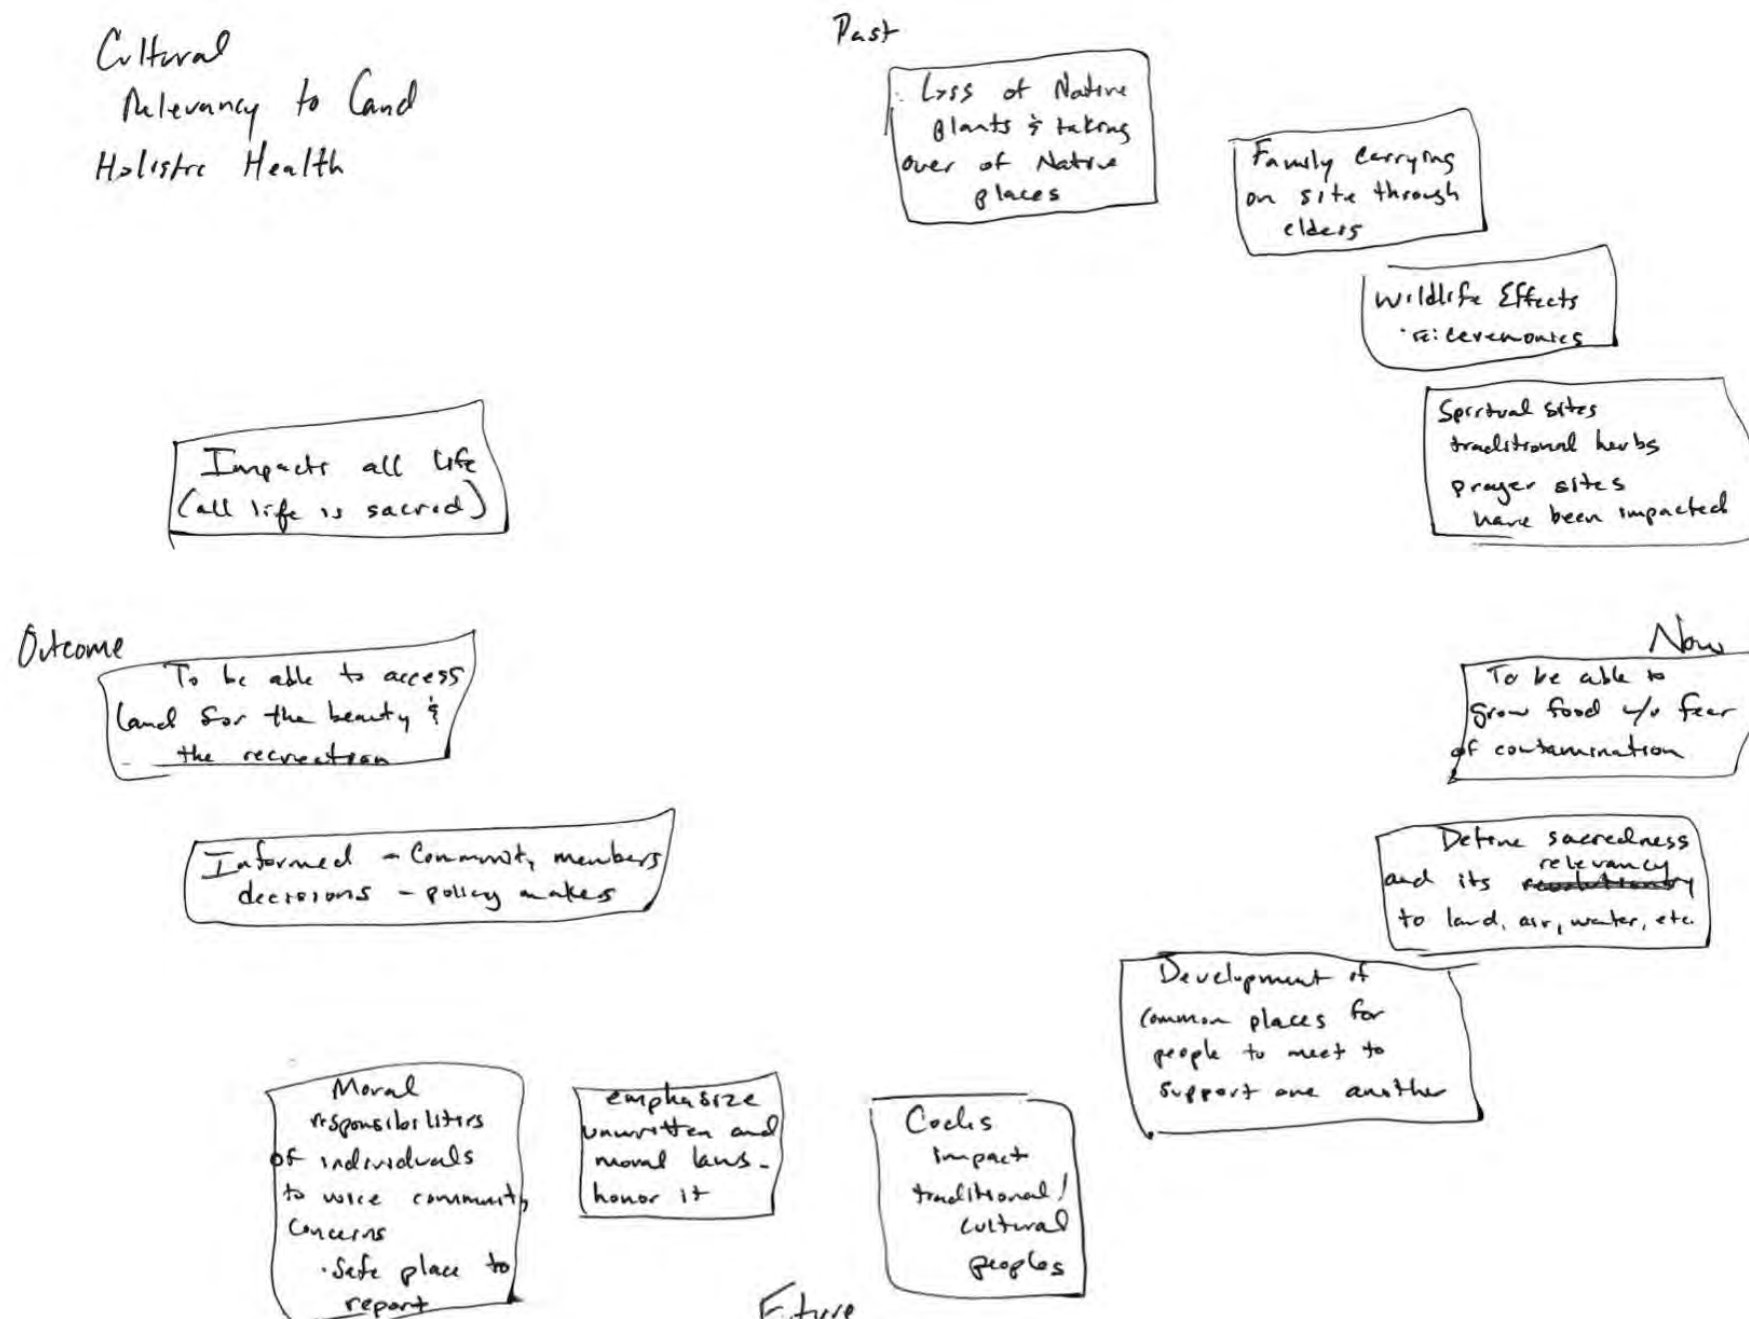 Cultural
Relevancy to Land
Holistic Health
Past
Loss of Native
plants & taking
over of Native
places
Family carrying
on site through
elders
Wildlife Effects
· re: ceremonies
Spiritual sites
traditional herbs
prayer sites
have been impacted
Impacts all life
(all life is sacred)
Outcome
To be able to access
land for the beauty &
the recreation
Now
To be able to
grow food w/o fear
of contamination
Informed - Community members
decisions - policy makers
Define sacredness
relevancy
and its
to land, air, water, etc.
Development of
common places for
people to meet to
support one another
Moral
responsibilities
of individuals
to voice community
concerns
· Safe place to
report
emphasize
unwritten and
moral laws -
honor it
Codes
impact
traditional/
cultural
peoples
Future